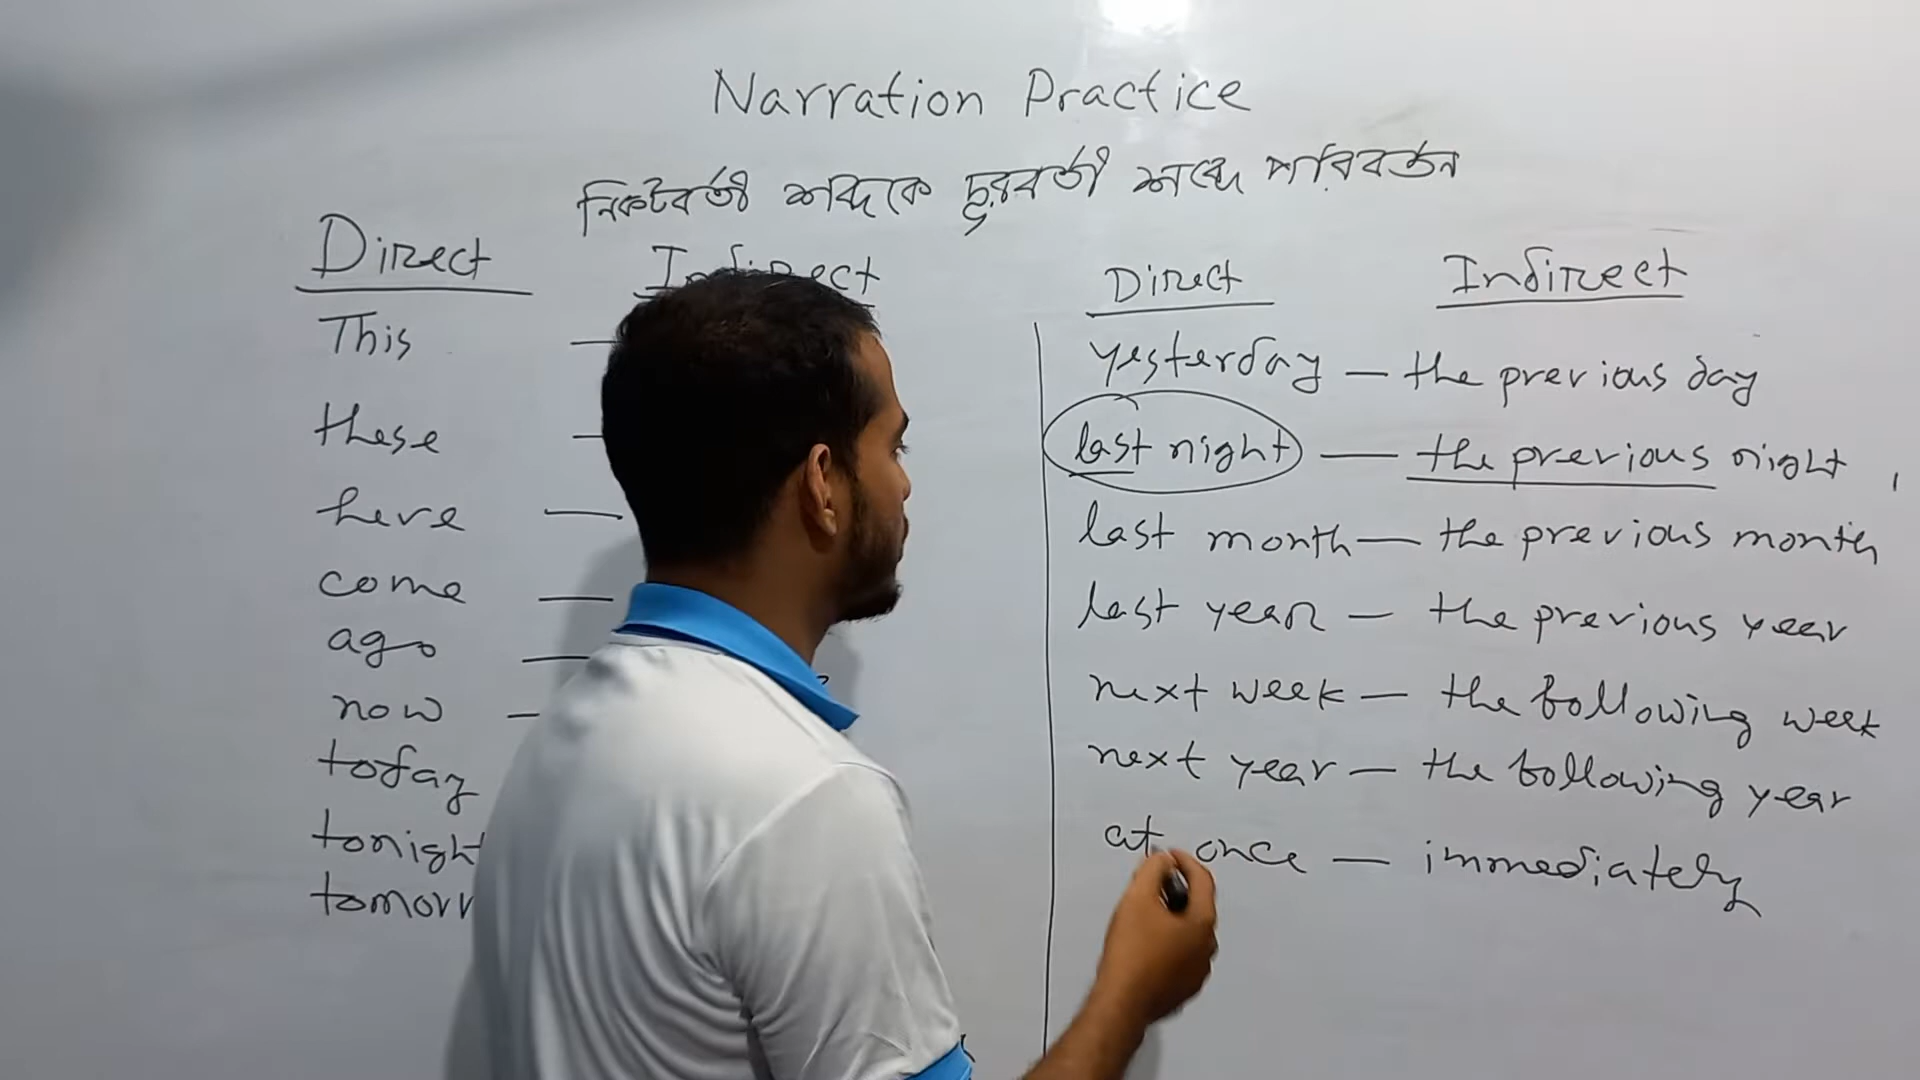 Narration Practice
নিকটবর্তী শব্দকে দূরবর্তী শব্দে পরিবর্তন
Direct
This —
these —
here —
come —
ago —
now —
today
tonight
Direct Indirect
yesterday — the previous day
last night — the previous night
last month — the previous month
last year — the previous year
next week — the following week
next year — the following year
at once — immediately